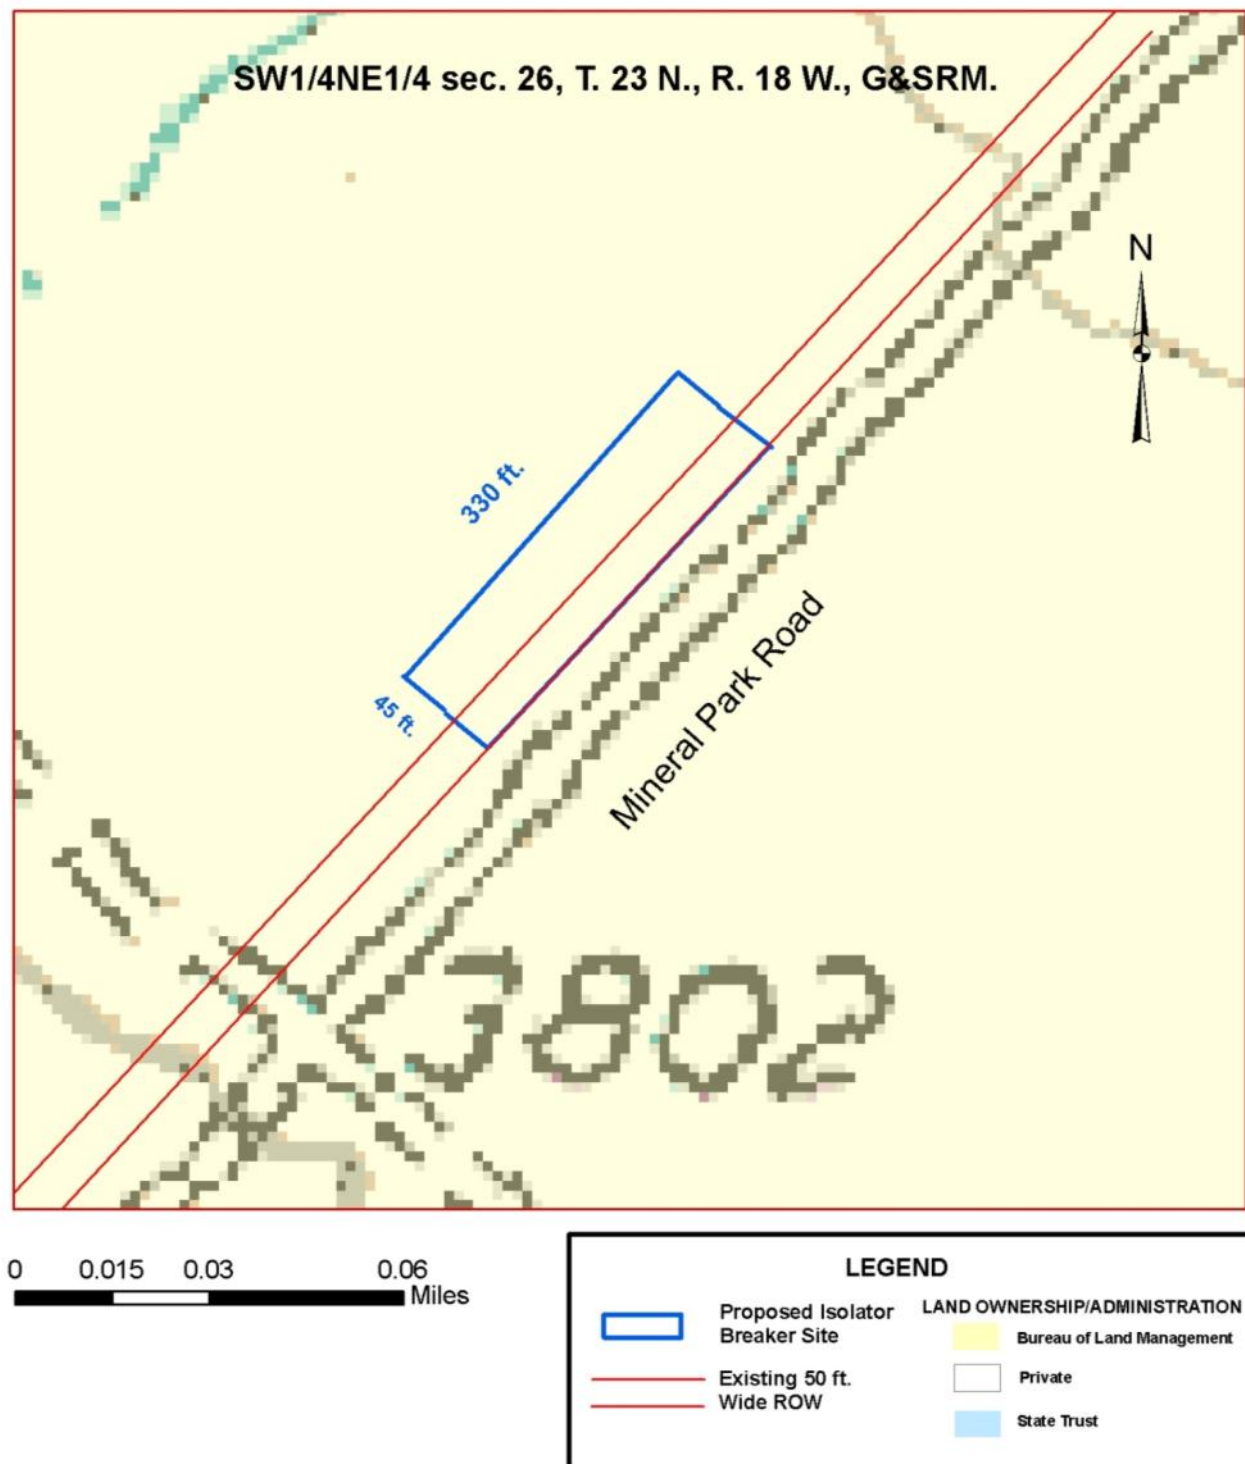 SW1/4NE1/4 sec. 26, T. 23 N., R. 18 W., G&SRM.
N
330 ft.
45 ft.
Mineral Park Road
3802
0 0.015 0.03 0.06
Miles
LEGEND
Proposed Isolator
Breaker Site
Existing 50 ft.
Wide ROW
LAND OWNERSHIP/ADMINISTRATION
Bureau of Land Management
Private
State Trust